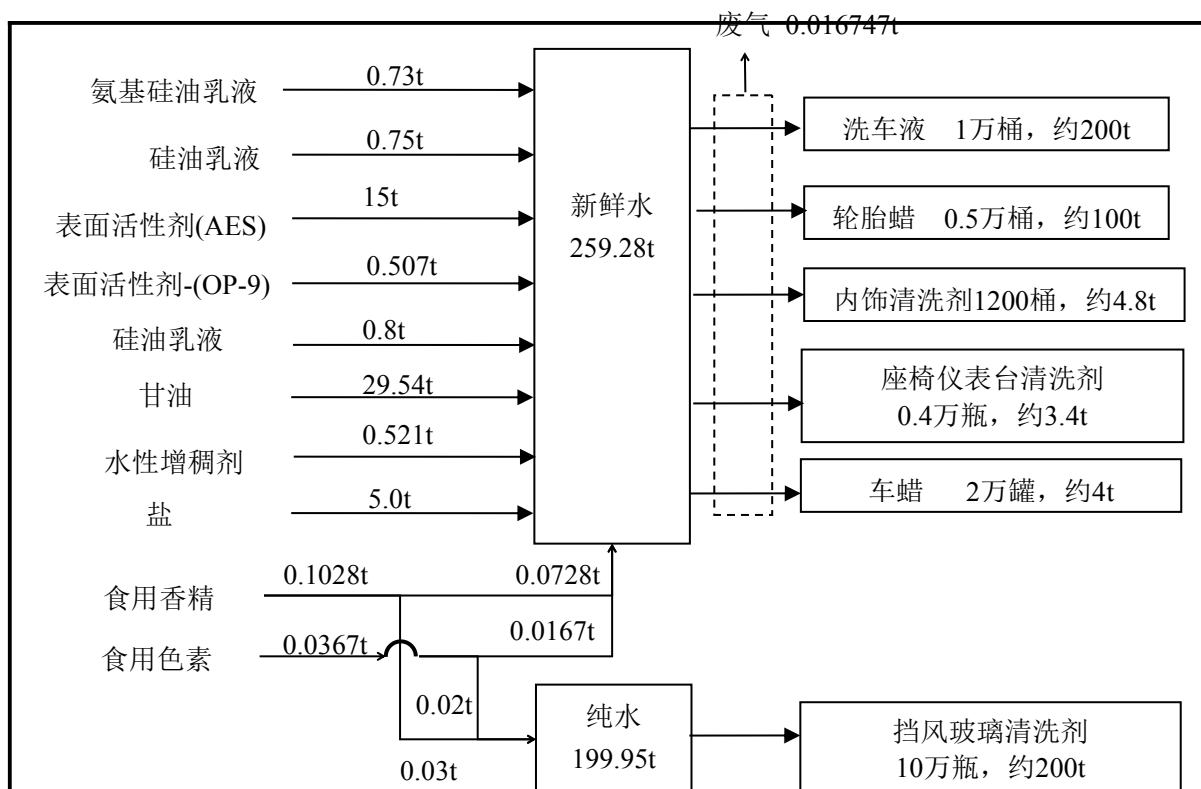 废气 0.016747t
氨基硅油乳液
0.73t
硅油乳液
0.75t
表面活性剂(AES)
15t
表面活性剂-(OP-9)
0.507t
硅油乳液
0.8t
甘油
29.54t
水性增稠剂
0.521t
盐
5.0t
新鲜水
259.28t
洗车液 1万桶，约200t
轮胎蜡 0.5万桶，约100t
内饰清洗剂1200桶，约4.8t
座椅仪表台清洗剂
0.4万瓶，约3.4t
车蜡 2万罐，约4t
食用香精
0.1028t
0.0728t
食用色素
0.0367t
0.0167t
0.02t
0.03t
纯水
199.95t
挡风玻璃清洗剂
10万瓶，约200t